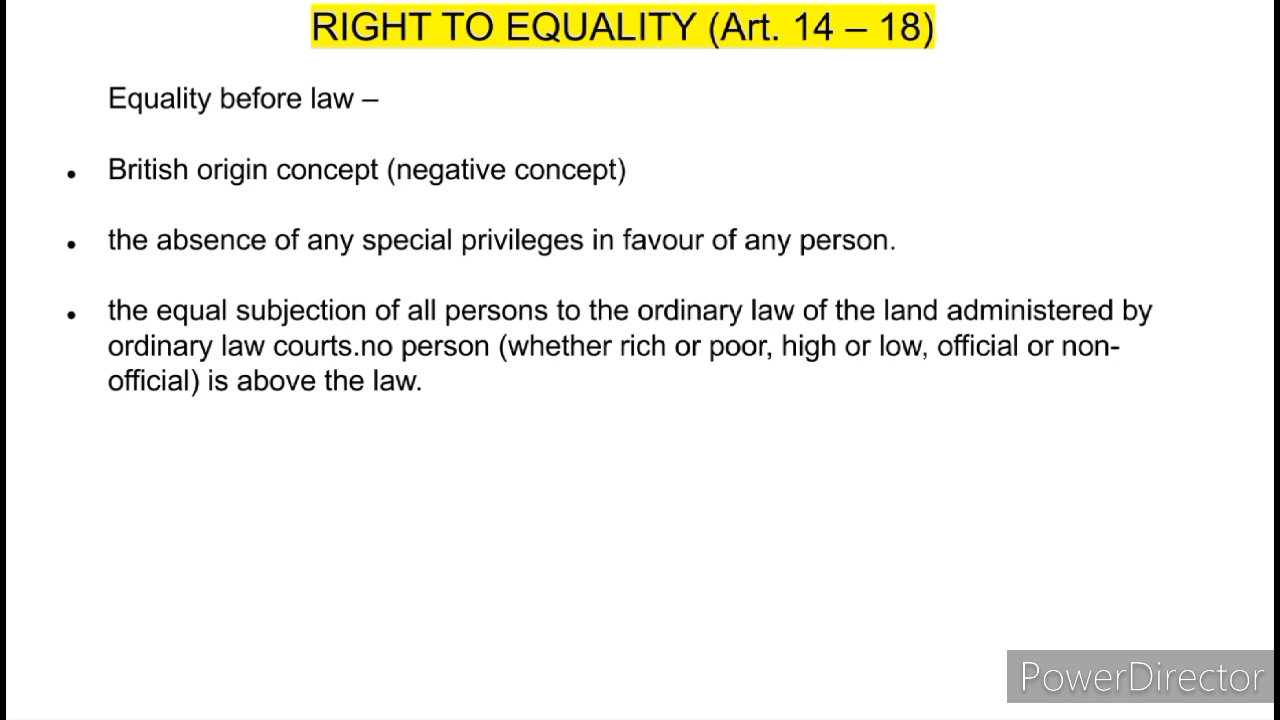 RIGHT TO EQUALITY (Art. 14 – 18)
Equality before law –
• British origin concept (negative concept)
• the absence of any special privileges in favour of any person.
• the equal subjection of all persons to the ordinary law of the land administered by
ordinary law courts.no person (whether rich or poor, high or low, official or non-
official) is above the law.
PowerDirector